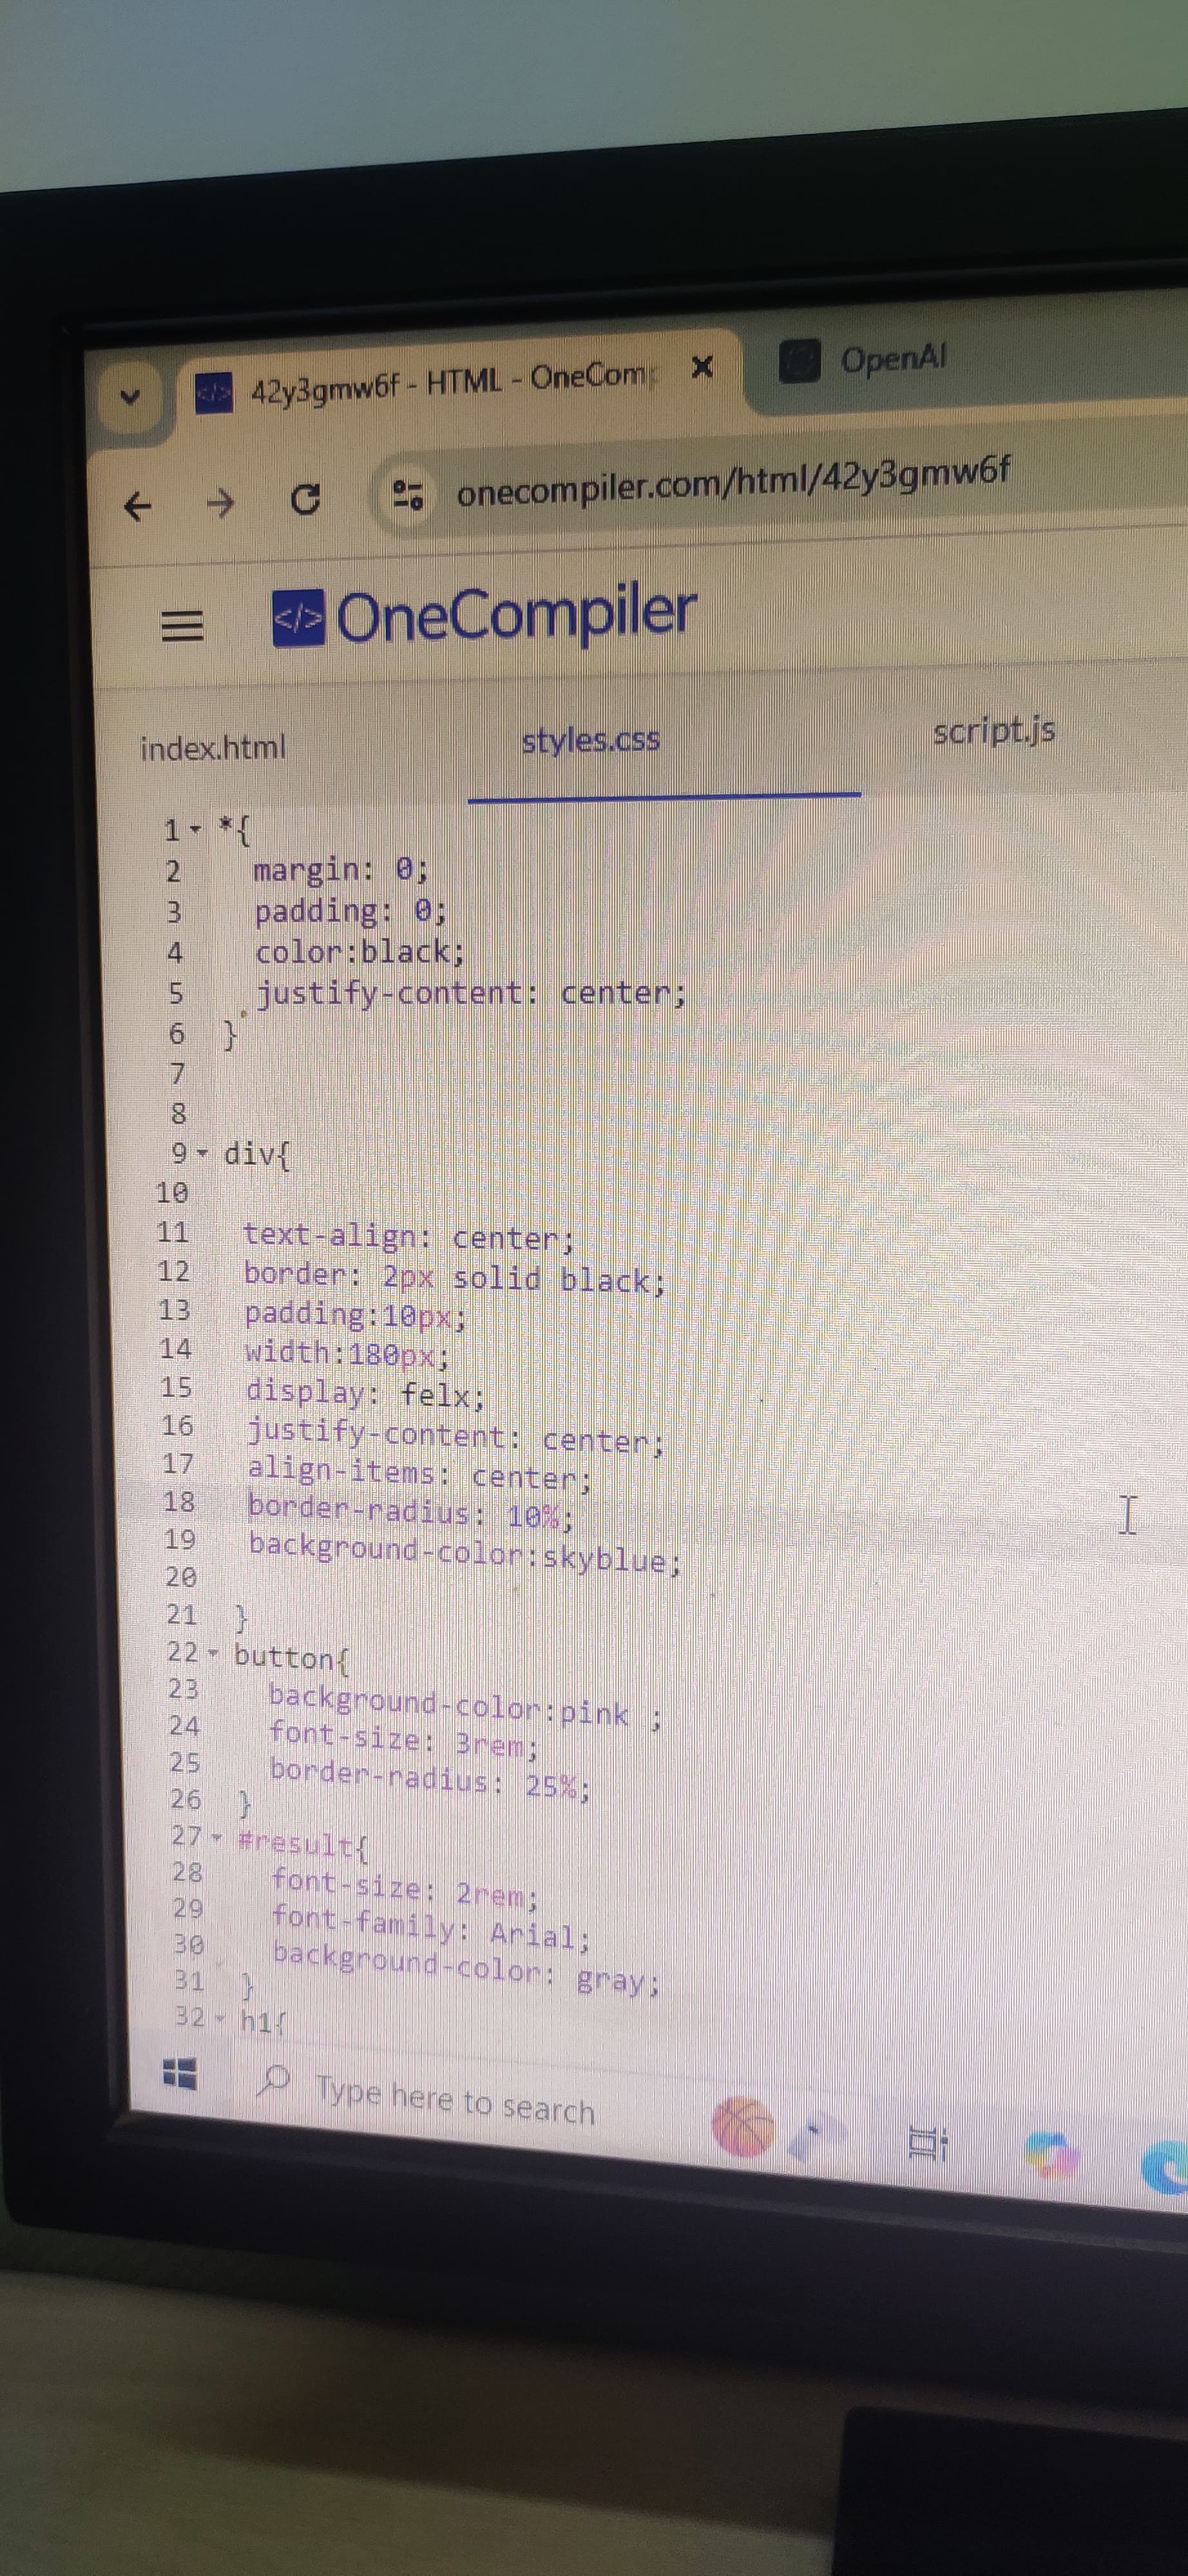 42y3gmw6f - HTML - OneCom
OpenAI
onecompiler.com/html/42y3gmw6f
</> OneCompiler
index.html styles.css script.js
1 *{
2 margin: 0;
3 padding: 0;
4 color:black;
5 justify-content: center;
6 }
7
8
9 div{
10
11 text-align: center;
12 border: 2px solid black;
13 padding:10px;
14 width:180px;
15 display: felx;
16 justify-content: center;
17 align-items: center;
18 border-radius: 10%;
19 background-color:skyblue;
20
21 }
22 button{
23 background-color:pink ;
24 font-size: 3rem;
25 border-radius: 25%;
26 }
27 #result{
28 font-size: 2rem;
29 font-family: Arial;
30 background-color: gray;
31 }
32 h1{
Type here to search